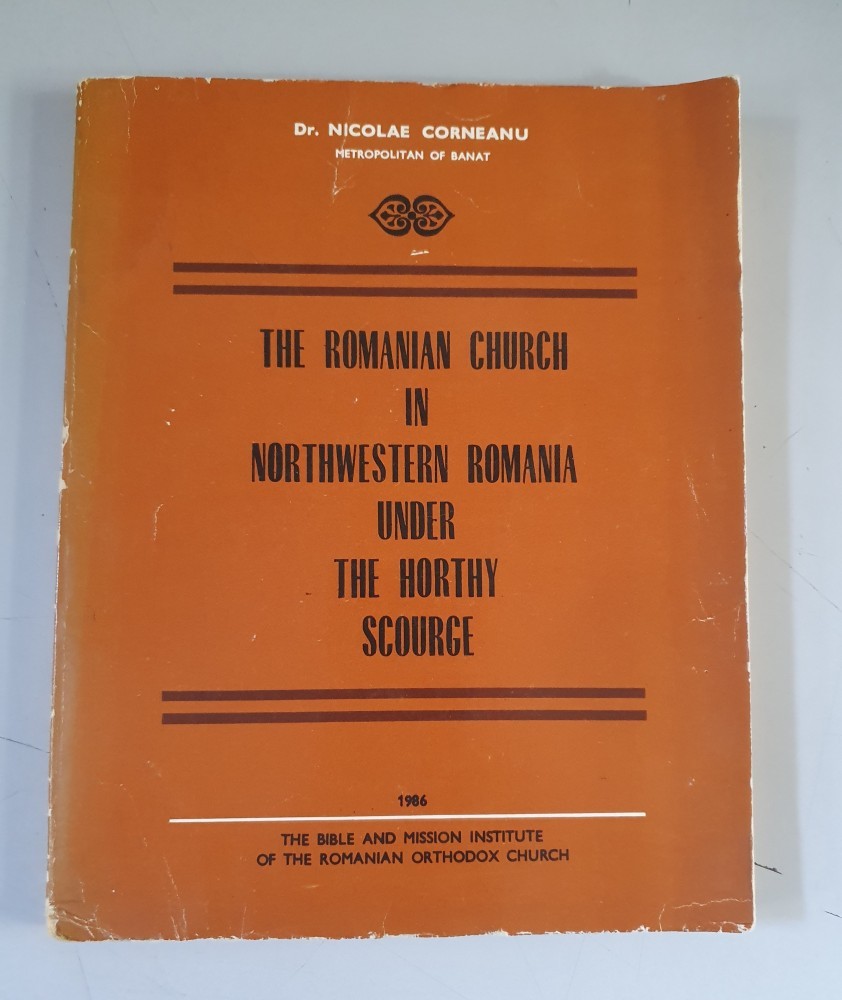 Dr. NICOLAE CORNEANU
METROPOLITAN OF BANAT
THE ROMANIAN CHURCH
IN
NORTHWESTERN ROMANIA
UNDER
THE HORTHY
SCOURGE
1986
THE BIBLE AND MISSION INSTITUTE
OF THE ROMANIAN ORTHODOX CHURCH